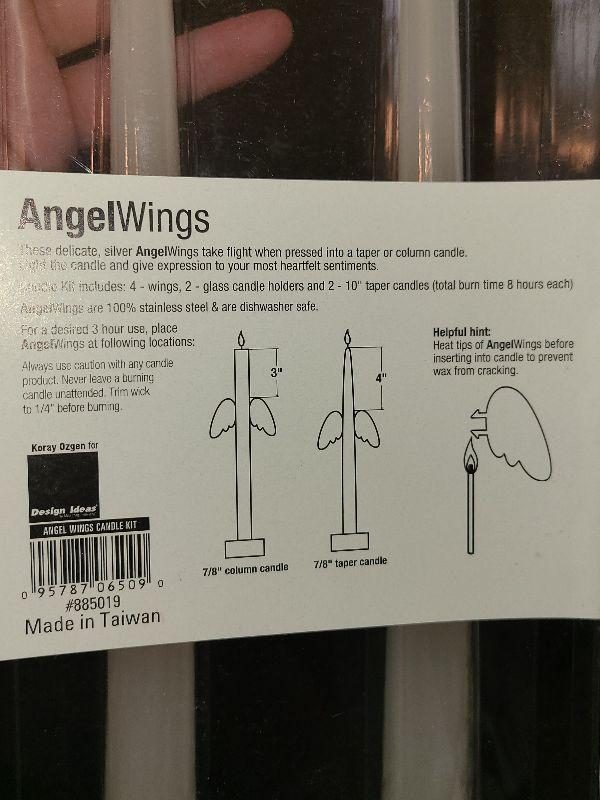 AngelWings
These delicate, silver AngelWings take flight when pressed into a taper or column candle.
Light the candle and give expression to your most heartfelt sentiments.
Candle Kit includes: 4 - wings, 2 - glass candle holders and 2 - 10" taper candles (total burn time 8 hours each)
AngelWings are 100% stainless steel & are dishwasher safe.
For a desired 3 hour use, place
AngelWings at following locations:
Always use caution with any candle
product. Never leave a burning
candle unattended. Trim wick
to 1/4" before burning.
Koray Ozgen for
Design Ideas
ANGEL WINGS CANDLE KIT
0 95787 06509 0
#885019
Made in Taiwan
3"
7/8" column candle
4"
7/8" taper candle
Helpful hint:
Heat tips of AngelWings before
inserting into candle to prevent
wax from cracking.